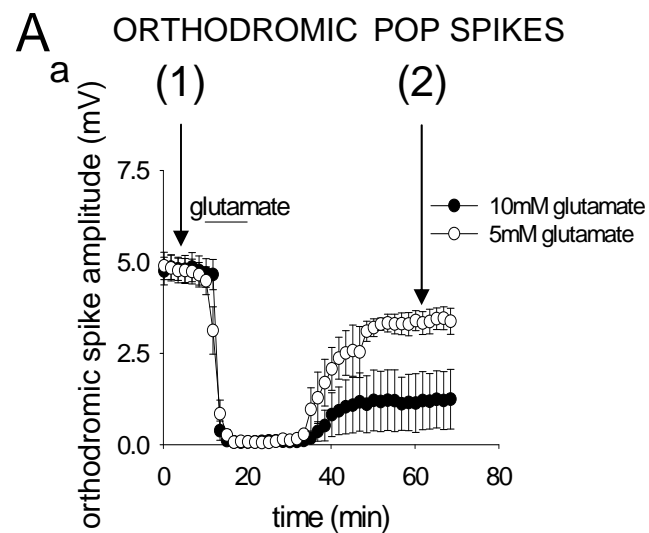 A ORTHODROMIC POP SPIKES
a
(1) (2)
orthodromic spike amplitude (mV)
7.5
5.0
2.5
0.0
glutamate
10mM glutamate
5mM glutamate
0 20 40 60 80
time (min)